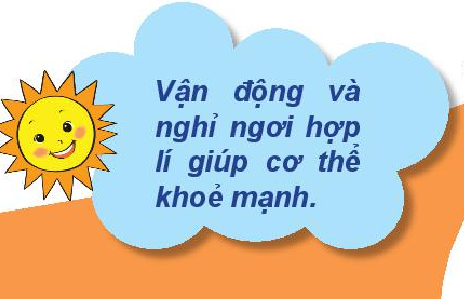 Vận động và
nghỉ ngơi hợp
lí giúp cơ thể
khoẻ mạnh.